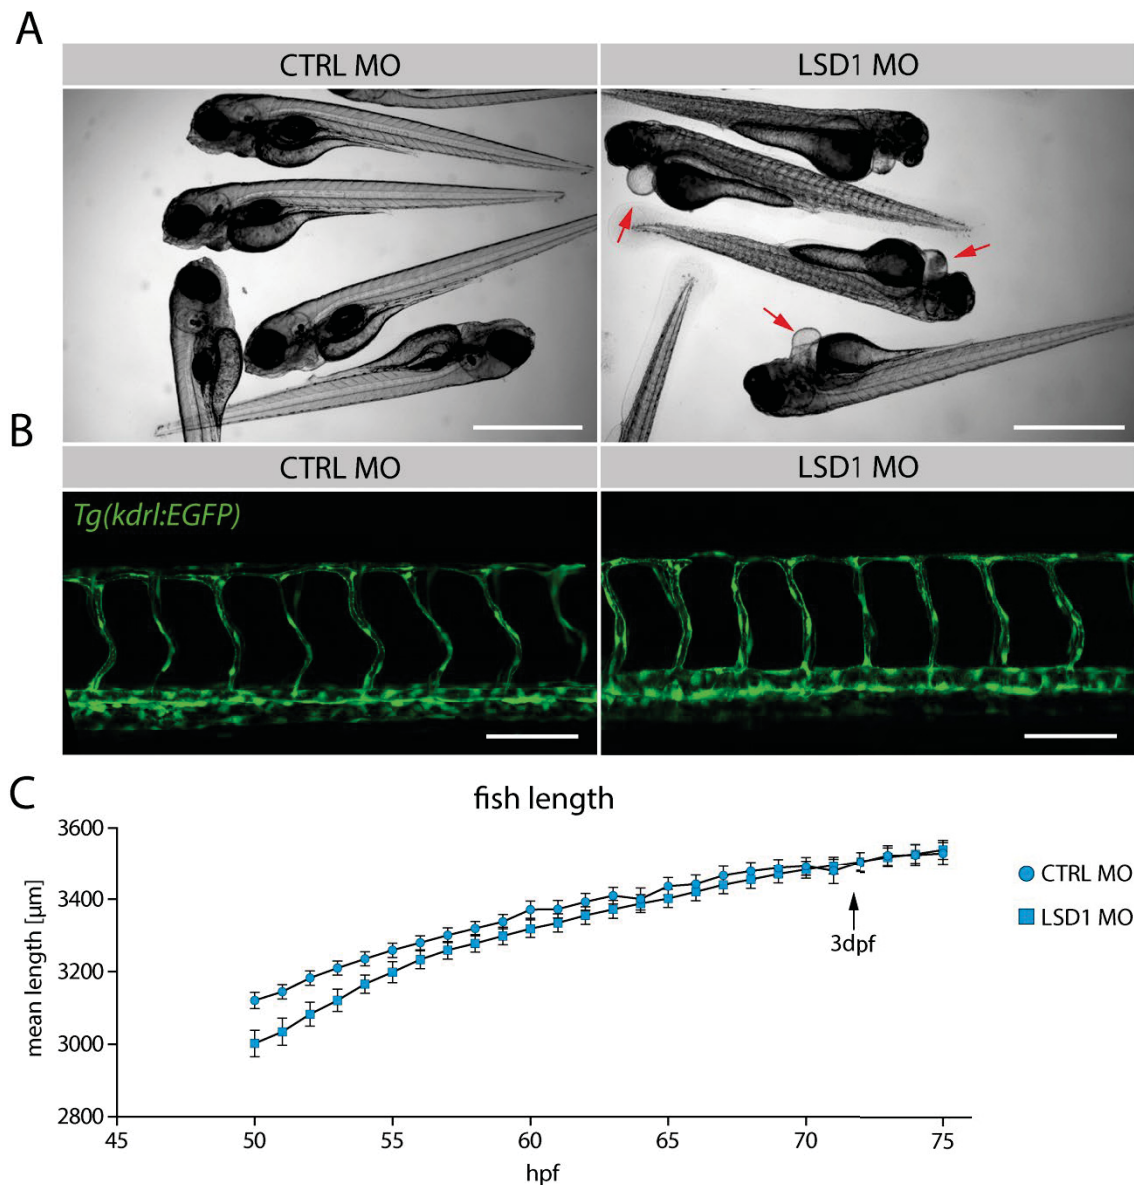 A
CTRL MO
LSD1 MO
B
CTRL MO
LSD1 MO
Tg(kdrl:EGFP)
C
fish length
3600
3400
3200
3000
2800
mean length [µm]
45
50
55
60
65
70
75
hpf
3dpf
CTRL MO
LSD1 MO